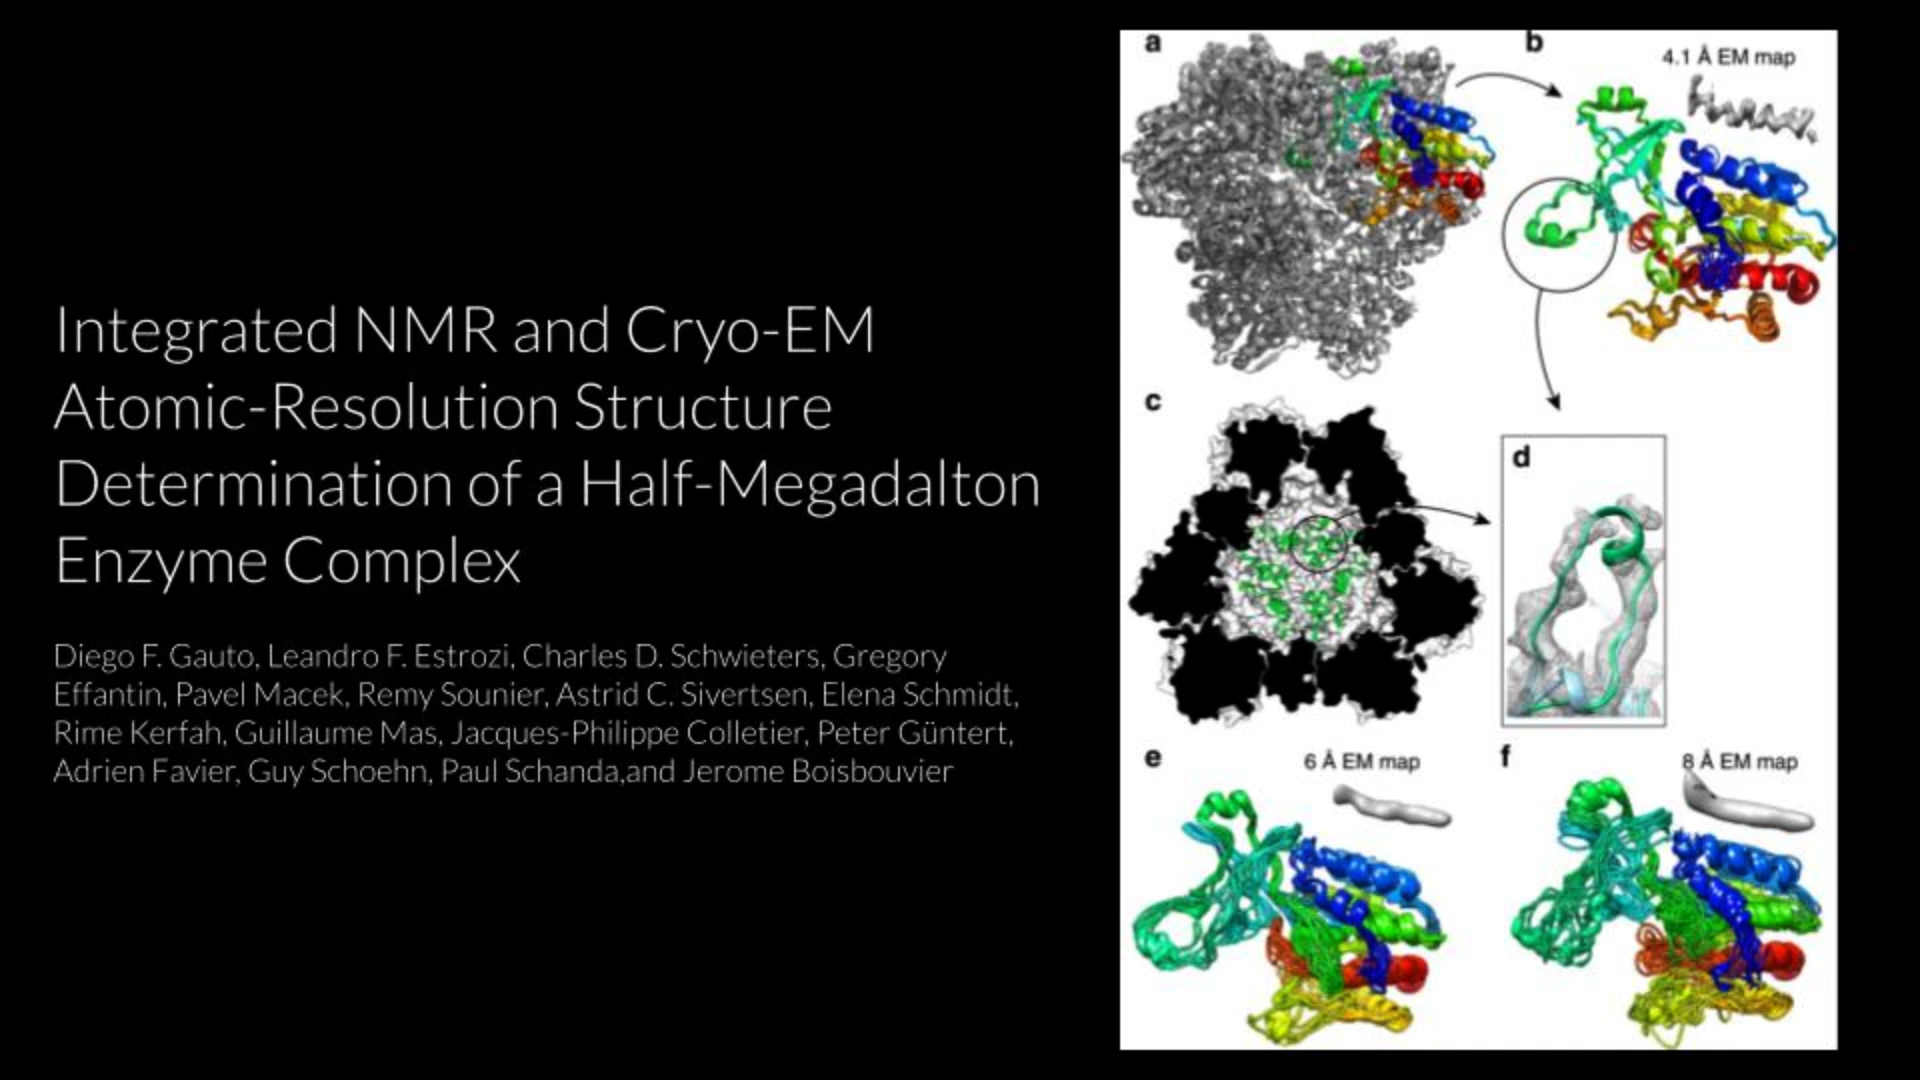 Integrated NMR and Cryo-EM
Atomic-Resolution Structure
Determination of a Half-Megadalton
Enzyme Complex
Diego F. Gauto, Leandro F. Estrozi, Charles D. Schwieters, Gregory
Effantin, Pavel Macek, Remy Sounier, Astrid C. Sivertsen, Elena Schmidt,
Rime Kerfah, Guillaume Mas, Jacques-Philippe Colletier, Peter Güntert,
Adrien Favier, Guy Schoehn, Paul Schanda,and Jerome Boisbouvier
a
b
4.1 Å EM map
c
d
e
6 Å EM map
f
8 Å EM map